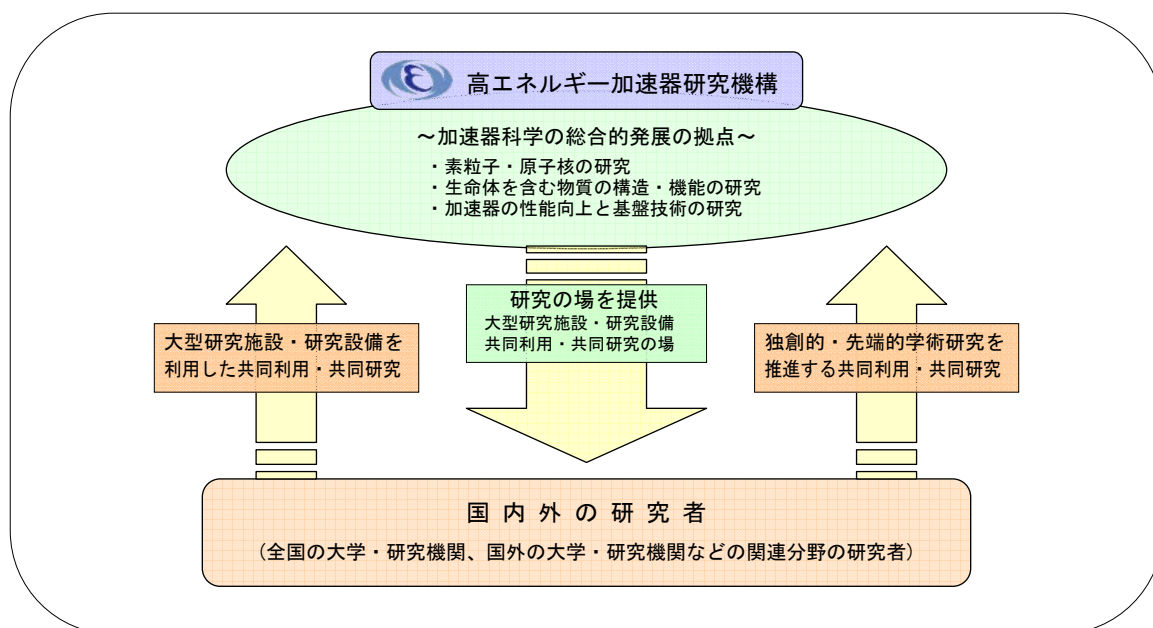 高エネルギー加速器研究機構
～加速器科学の総合的発展の拠点～
・素粒子・原子核の研究
・生命体を含む物質の構造・機能の研究
・加速器の性能向上と基盤技術の研究
大型研究施設・研究設備を
利用した共同利用・共同研究
研究の場を提供
大型研究施設・研究設備
共同利用・共同研究の場
独創的・先端的学術研究を
推進する共同利用・共同研究
国内外の研究者
（全国の大学・研究機関、国外の大学・研究機関などの関連分野の研究者）